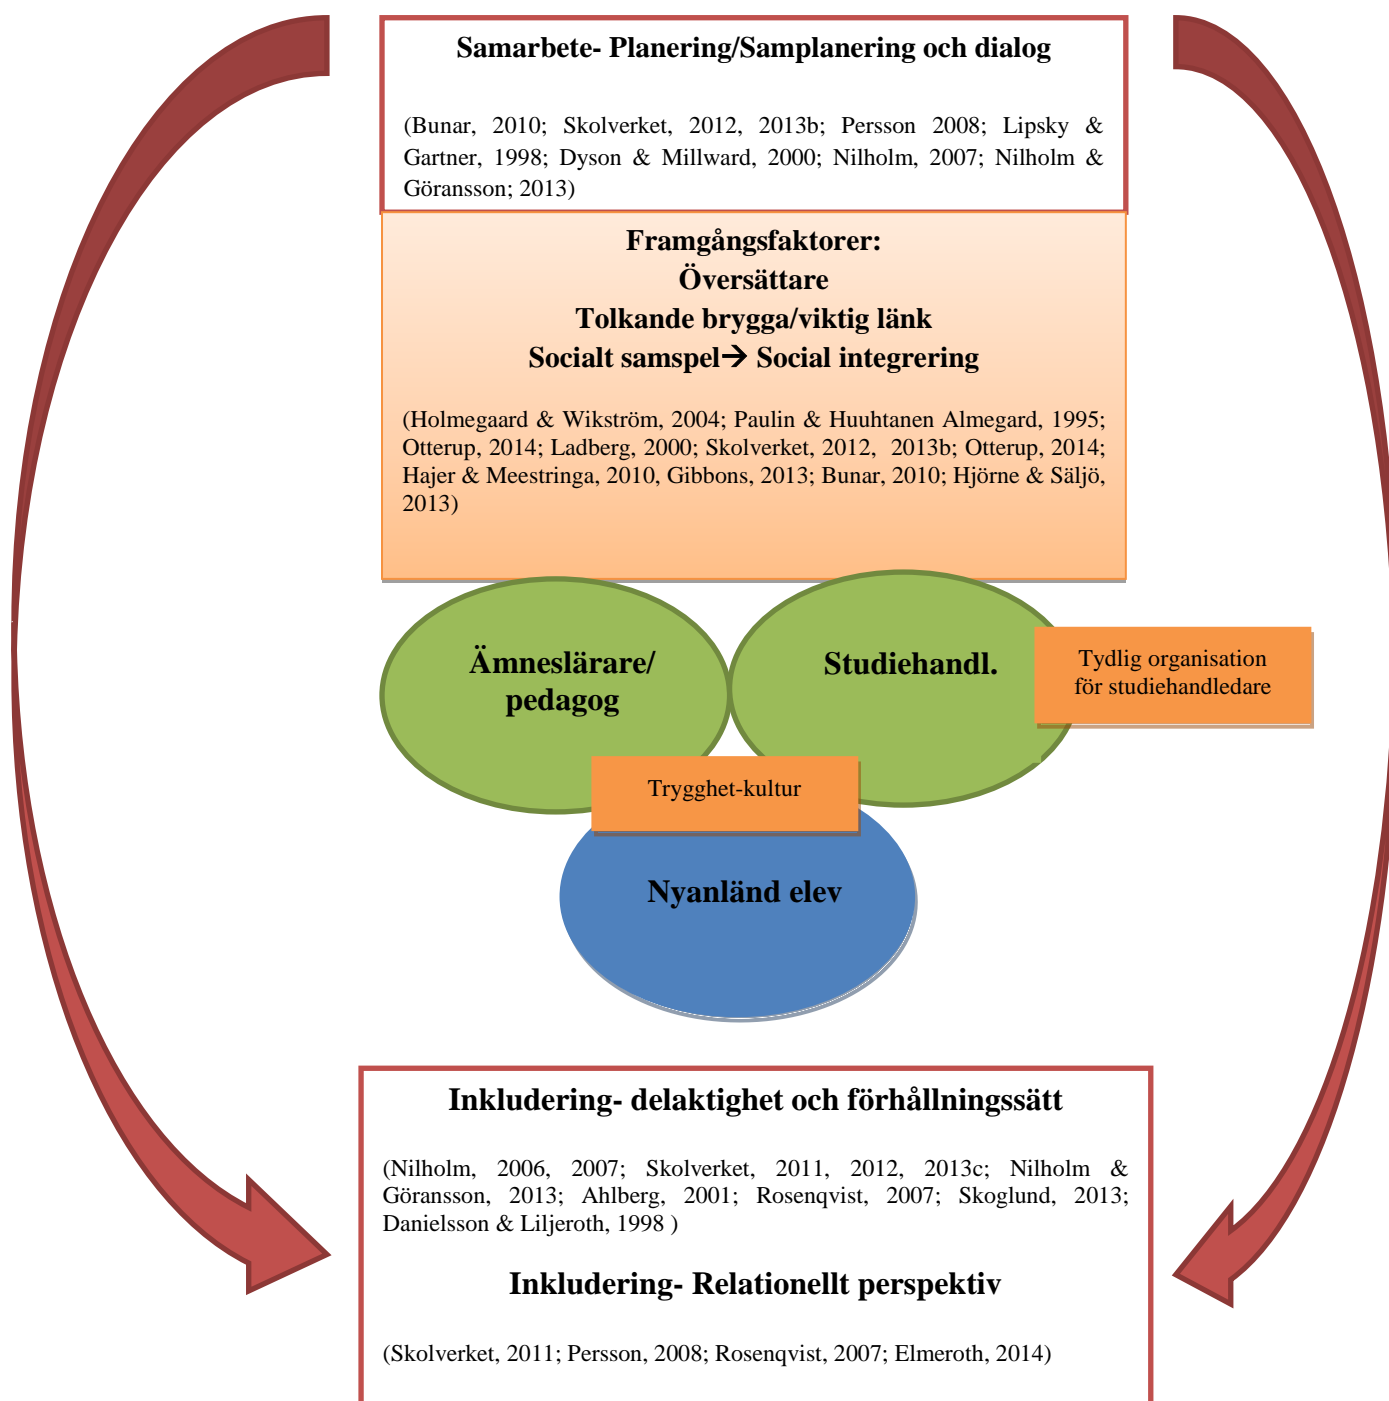 Samarbete- Planering/Samplanering och dialog
(Bunar, 2010; Skolverket, 2012, 2013b; Persson 2008; Lipsky &
Gartner, 1998; Dyson & Millward, 2000; Nilholm, 2007; Nilholm &
Göransson; 2013)
Framgångsfaktorer:
Översättare
Tolkande brygga/viktig länk
Socialt samspel→ Social integrering
(Holmegaard & Wikström, 2004; Paulin & Huuhtanen Almegard, 1995;
Otterup, 2014; Ladberg, 2000; Skolverket, 2012, 2013b; Otterup, 2014;
Hajer & Meestringa, 2010, Gibbons, 2013; Bunar, 2010; Hjörne & Säljö,
2013)
Ämneslärare/
pedagog
Studiehandl.
Tydlig organisation
för studiehandledare
Trygghet-kultur
Nyanländ elev
Inkludering- delaktighet och förhållningssätt
(Nilholm, 2006, 2007; Skolverket, 2011, 2012, 2013c; Nilholm &
Göransson, 2013; Ahlberg, 2001; Rosenqvist, 2007; Skoglund, 2013;
Danielsson & Liljeroth, 1998 )
Inkludering- Relationellt perspektiv
(Skolverket, 2011; Persson, 2008; Rosenqvist, 2007; Elmeroth, 2014)